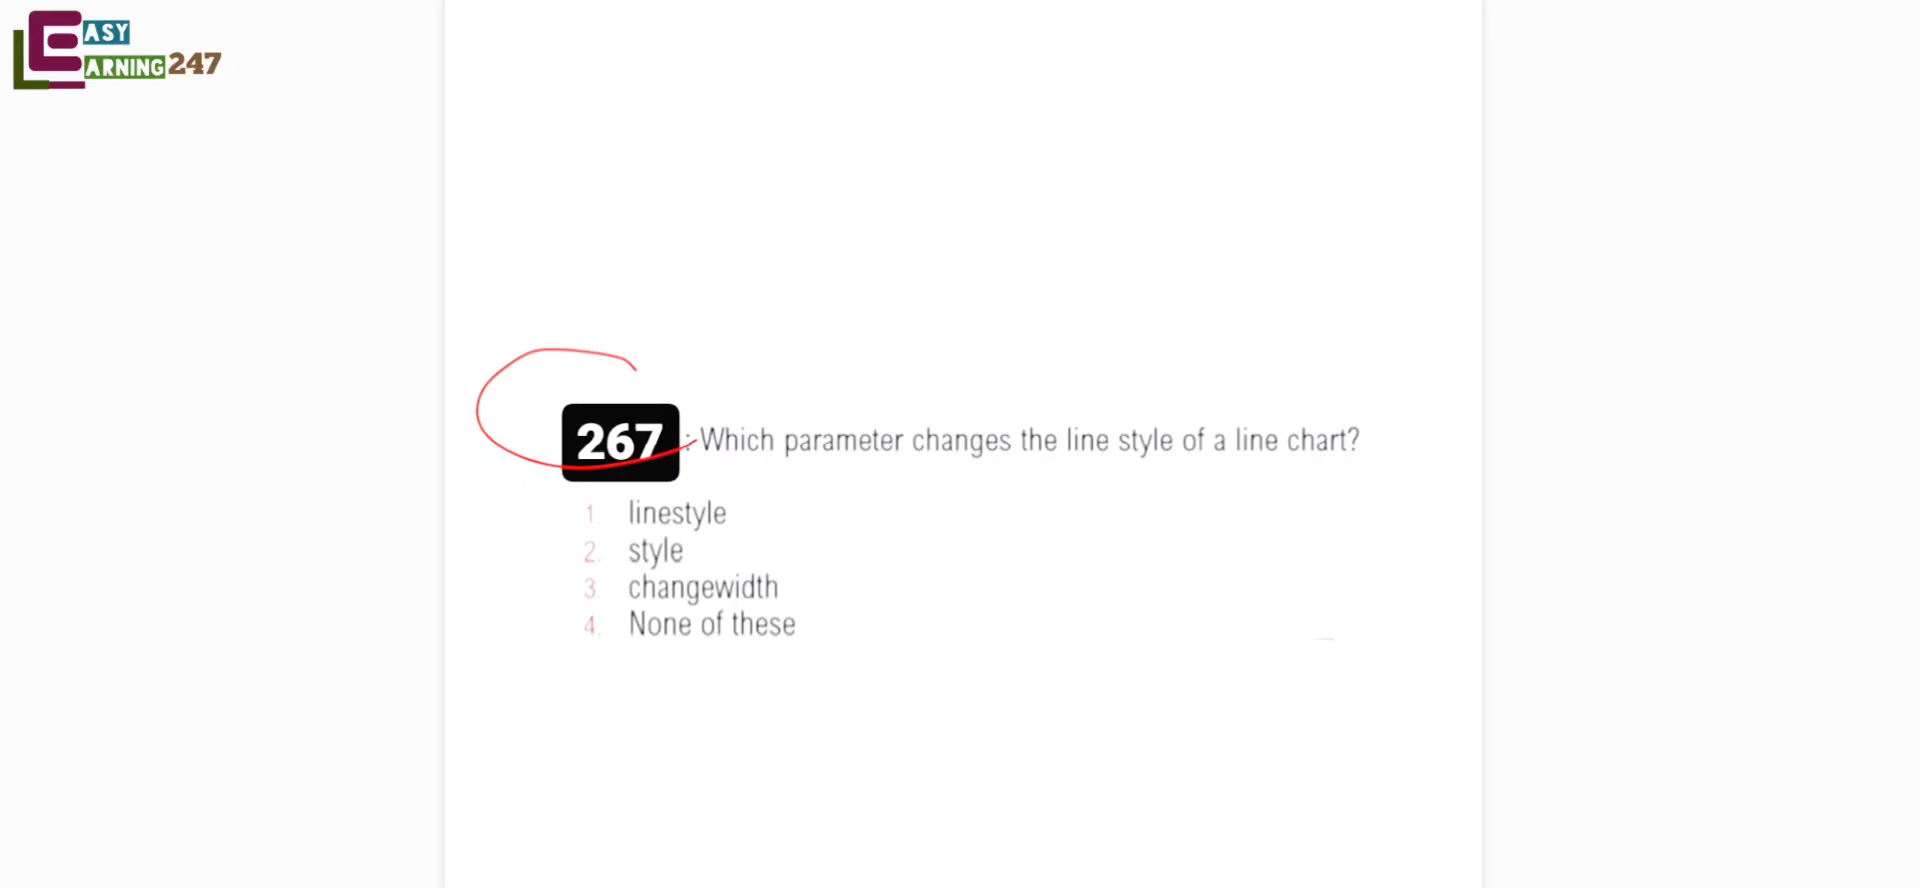 EASY
LEARNING247
267 : Which parameter changes the line style of a line chart?
1. linestyle
2. style
3. changewidth
4. None of these